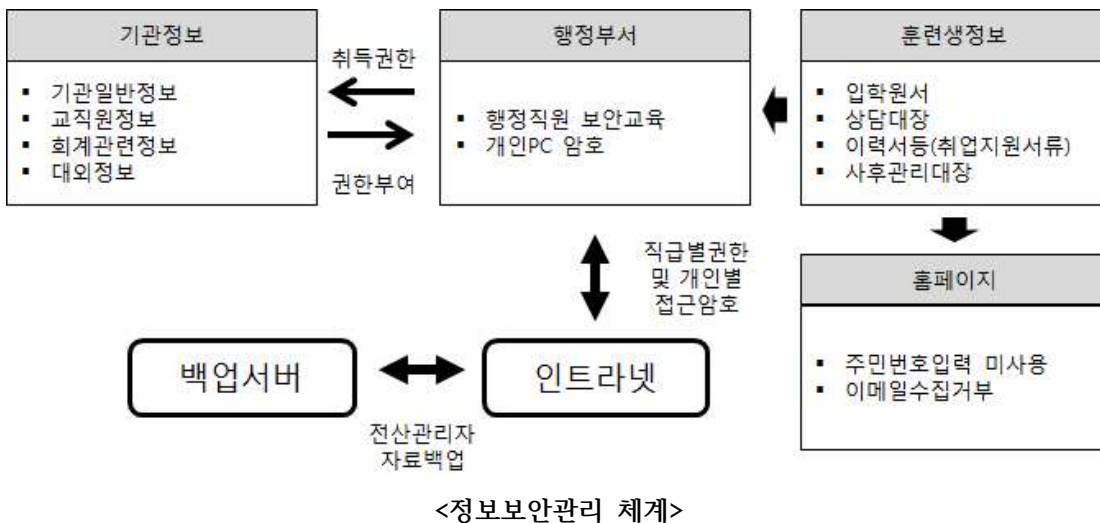 기관정보
▪ 기관일반정보
▪ 교직원정보
▪ 회계관련정보
▪ 대외정보
취득권한
권한부여
행정부서
▪ 행정직원 보안교육
▪ 개인PC 암호
훈련생정보
▪ 입학원서
▪ 상담대장
▪ 이력서등(취업지원서류)
▪ 사후관리대장
직급별권한
및 개인별
접근암호
홈페이지
▪ 주민번호입력 미사용
▪ 이메일수집거부
백업서버
인트라넷
전산관리자
자료백업
<정보보안관리 체계>